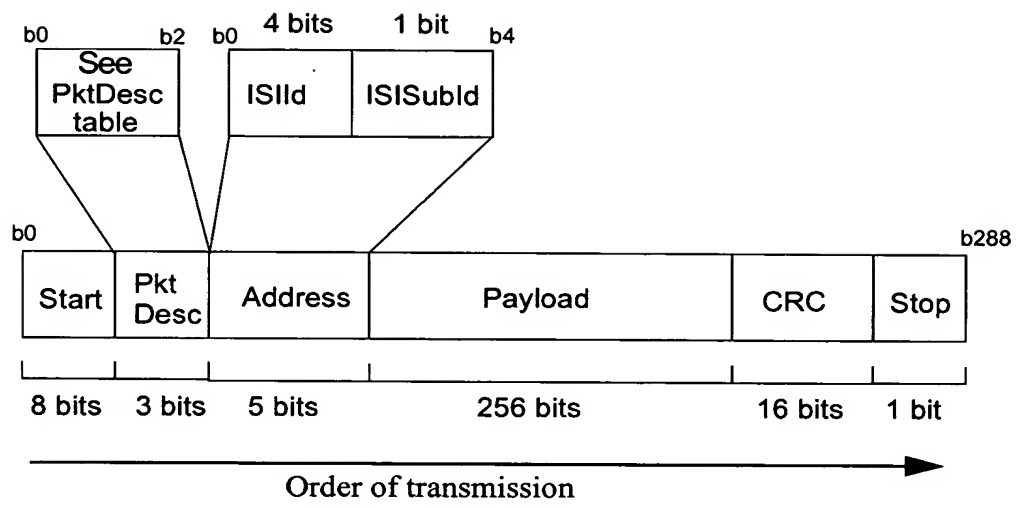 4 bits 1 bit
b0 b2 b0 b4
See
PktDesc
table
ISIId ISISubId
b0 b288
Start Pkt
Desc Address Payload CRC Stop
8 bits 3 bits 5 bits 256 bits 16 bits 1 bit
Order of transmission